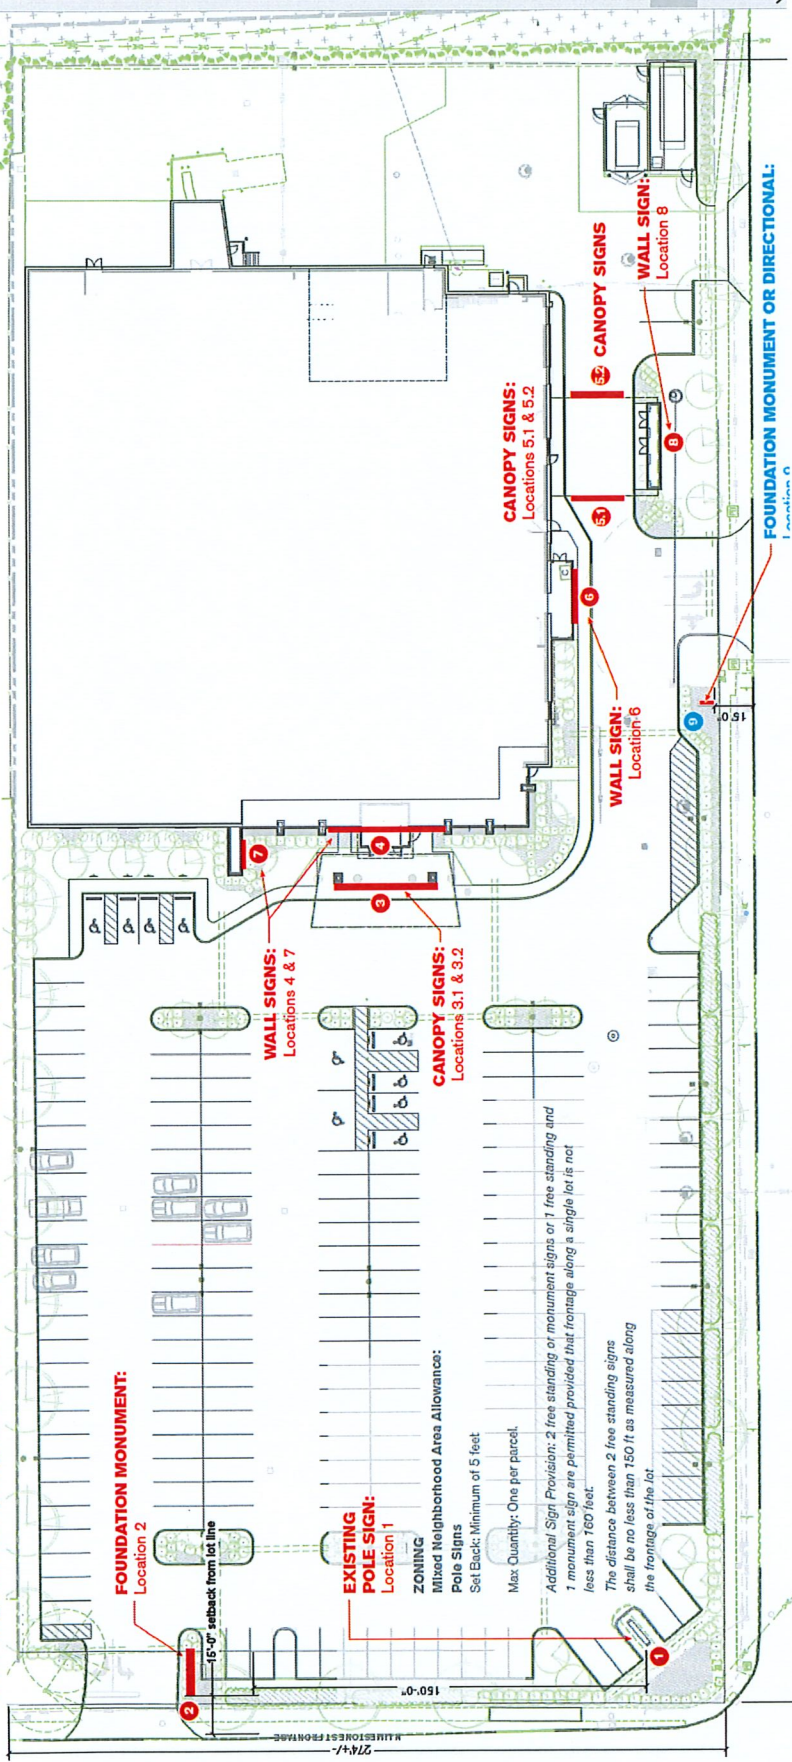 WALL SIGN:
Location 8
5.2
CANOPY SIGNS
CANOPY SIGNS:
Locations 5.1 & 5.2
8
5.1
FOUNDATION MONUMENT OR DIRECTIONAL:
C
6
WALL SIGN:
Location 6
9
15'0"
7
4
3
WALL SIGNS:
Locations 4 & 7
CANOPY SIGNS:
Locations 3.1 & 3.2
FOUNDATION MONUMENT:
Location 2
EXISTING
POLE SIGN:
Location 1
ZONING
Mixed Neighborhood Area Allowance:
Pole Signs
Set Back: Minimum of 5 feet
Max Quantity: One per parcel.
Additional Sign Provision: 2 free standing or monument signs or 1 free standing and
1 monument sign are permitted provided that frontage along a single lot is not
less than 160 feet.
The distance between 2 free standing signs
shall be no less than 150 ft as measured along
the frontage of the lot
15'-0" setback from lot line
2
150'-0"
1
N LIMESTONE ST FRONTAGE
274'+/-